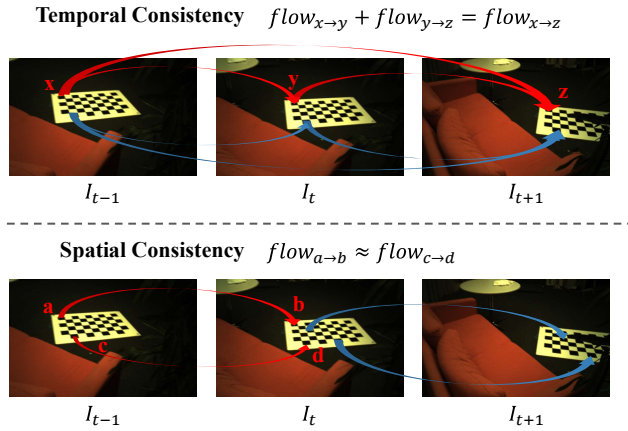 Temporal Consistency flow_{x→y} + flow_{y→z} = flow_{x→z}
x y z
I_{t-1} I_t I_{t+1}
Spatial Consistency flow_{a→b} ≈ flow_{c→d}
a b
c d
I_{t-1} I_t I_{t+1}